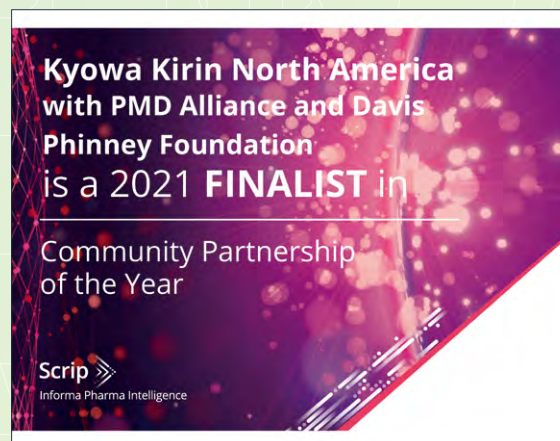 Kyowa Kirin North America
with PMD Alliance and Davis
Phinney Foundation
is a 2021 FINALIST in
Community Partnership
of the Year
Scrip
Informa Pharma Intelligence